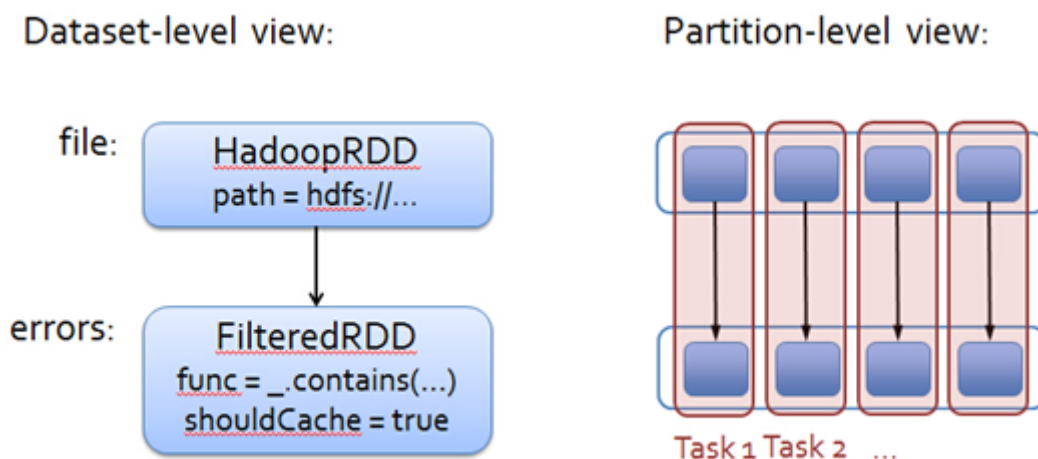 Dataset-level view:
Partition-level view:
file:
HadoopRDD
path = hdfs://...
errors:
FilteredRDD
func = _.contains(...)
shouldCache = true
Task 1 Task 2 ...